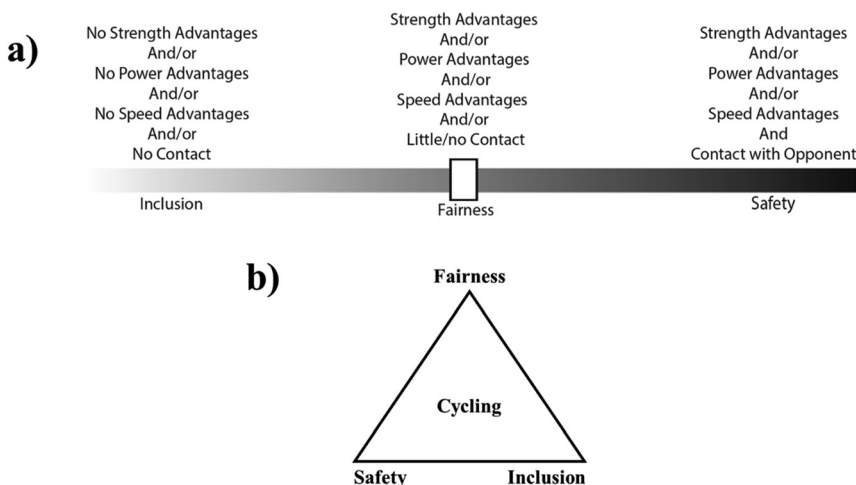 a)
No Strength Advantages
And/or
No Power Advantages
And/or
No Speed Advantages
And/or
No Contact
Inclusion
Strength Advantages
And/or
Power Advantages
And/or
Speed Advantages
And/or
Little/no Contact
Fairness
Strength Advantages
And/or
Power Advantages
And/or
Speed Advantages
And
Contact with Opponent
Safety
b)
Fairness
Cycling
Safety Inclusion